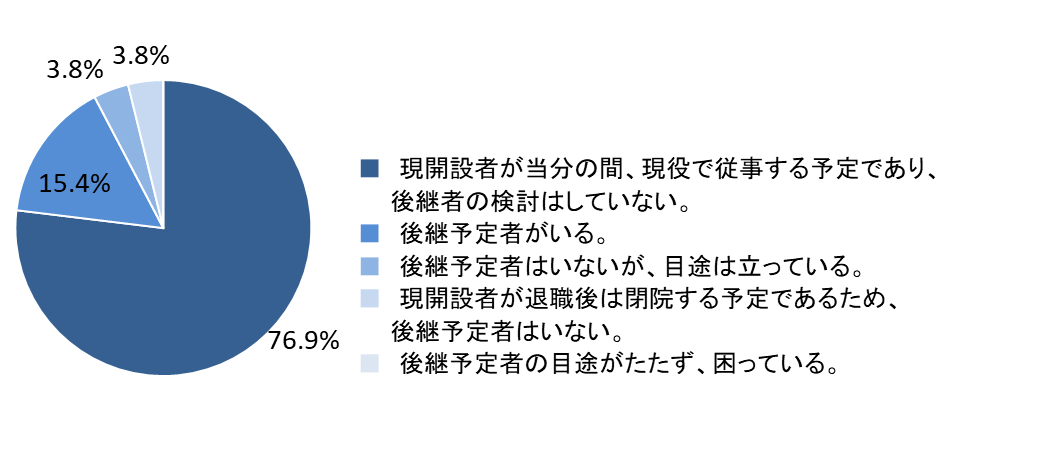 3.8%
3.8%
15.4%
76.9%
現開設者が当分の間、現役で従事する予定であり、
後継者の検討はしていない。
後継予定者がいる。
後継予定者はいないが、目途は立っている。
現開設者が退職後は閉院する予定であるため、
後継予定者はいない。
後継予定者の目途がたたず、困っている。